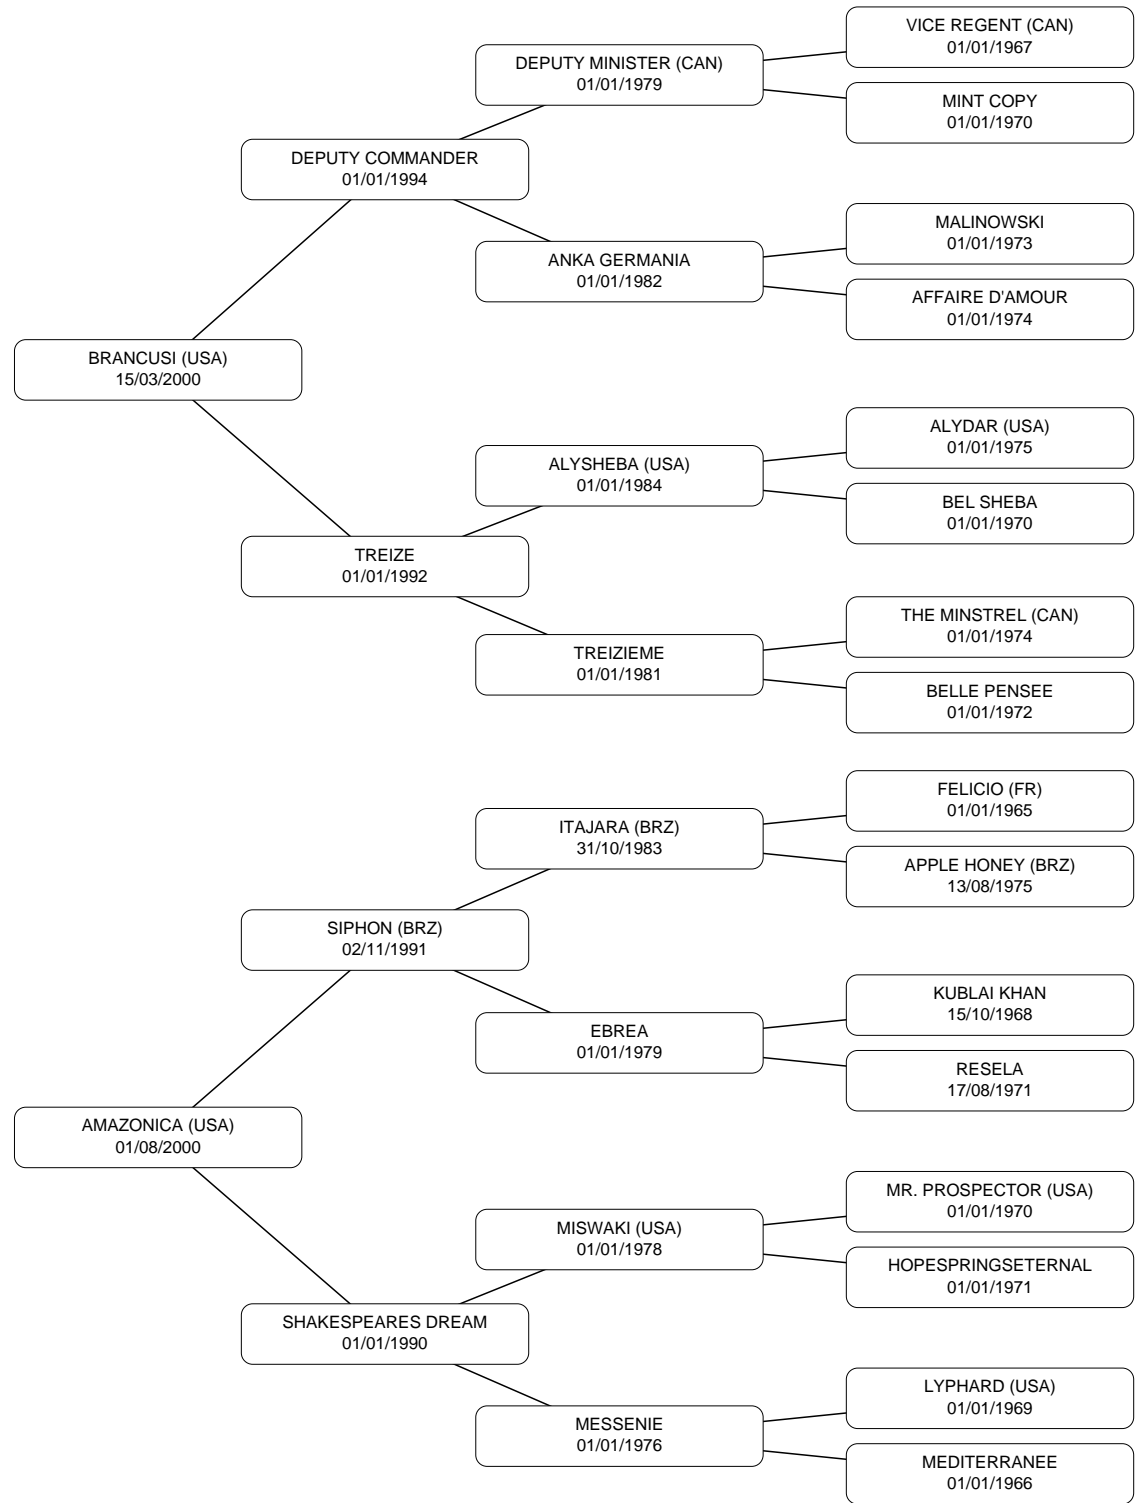 VICE REGENT (CAN)
01/01/1967
DEPUTY MINISTER (CAN)
01/01/1979
MINT COPY
01/01/1970
DEPUTY COMMANDER
01/01/1994
MALINOWSKI
01/01/1973
ANKA GERMANIA
01/01/1982
AFFAIRE D'AMOUR
01/01/1974
BRANCUSI (USA)
15/03/2000
ALYDAR (USA)
01/01/1975
ALYSHEBA (USA)
01/01/1984
BEL SHEBA
01/01/1970
TREIZE
01/01/1992
THE MINSTREL (CAN)
01/01/1974
TREIZIEME
01/01/1981
BELLE PENSEE
01/01/1972
FELICIO (FR)
01/01/1965
ITAJARA (BRZ)
31/10/1983
APPLE HONEY (BRZ)
13/08/1975
SIPHON (BRZ)
02/11/1991
KUBLAI KHAN
15/10/1968
EBREA
01/01/1979
RESELA
17/08/1971
AMAZONICA (USA)
01/08/2000
MR. PROSPECTOR (USA)
01/01/1970
MISWAKI (USA)
01/01/1978
HOPESPRINGSETERNAL
01/01/1971
SHAKESPEARES DREAM
01/01/1990
LYPHARD (USA)
01/01/1969
MESSENIE
01/01/1976
MEDITERRANEE
01/01/1966